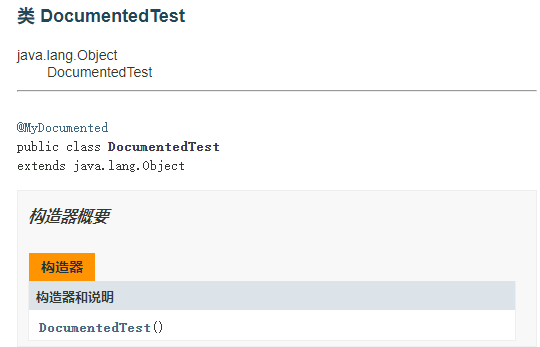 类 DocumentedTest
java.lang.Object
DocumentedTest
@MyDocumented
public class DocumentedTest
extends java.lang.Object
构造器概要
构造器
构造器和说明
DocumentedTest()